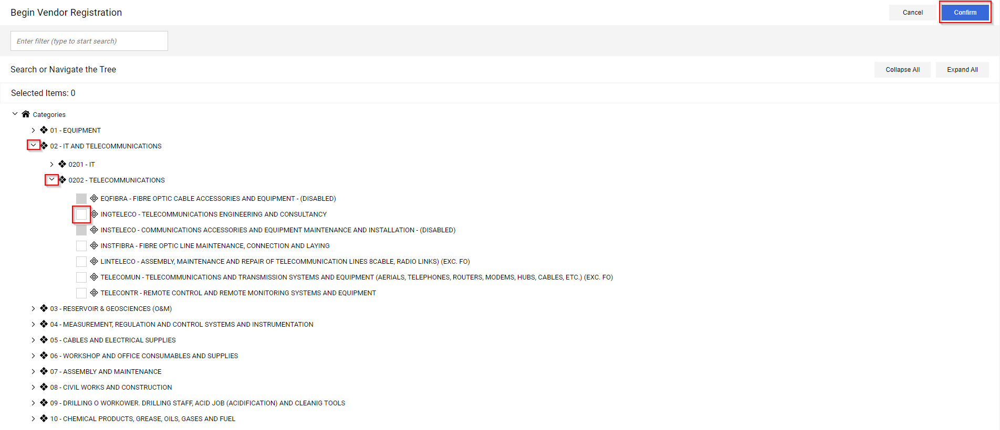 Begin Vendor Registration
Cancel
Confirm
Enter filter (type to start search)
Search or Navigate the Tree
Collapse All
Expand All
Selected Items: 0
Categories
01 - EQUIPMENT
02 - IT AND TELECOMMUNICATIONS
0201 - IT
0202 - TELECOMMUNICATIONS
EQFIBRA - FIBRE OPTIC CABLE ACCESSORIES AND EQUIPMENT - (DISABLED)
INGTELECO - TELECOMMUNICATIONS ENGINEERING AND CONSULTANCY
INSTELECO - COMMUNICATIONS ACCESSORIES AND EQUIPMENT MAINTENANCE AND INSTALLATION - (DISABLED)
INSTFIBRA - FIBRE OPTIC LINE MAINTENANCE, CONNECTION AND LAYING
LINTELECO - ASSEMBLY, MAINTENANCE AND REPAIR OF TELECOMMUNICATION LINES 8CABLE, RADIO LINKS) (EXC. FO)
TELECOMUN - TELECOMMUNICATIONS AND TRANSMISSION SYSTEMS AND EQUIPMENT (AERIALS, TELEPHONES, ROUTERS, MODEMS, HUBS, CABLES, ETC.) (EXC. FO)
TELECONTR - REMOTE CONTROL AND REMOTE MONITORING SYSTEMS AND EQUIPMENT
03 - RESERVOIR & GEOSCIENCES (O&M)
04 - MEASUREMENT, REGULATION AND CONTROL SYSTEMS AND INSTRUMENTATION
05 - CABLES AND ELECTRICAL SUPPLIES
06 - WORKSHOP AND OFFICE CONSUMABLES AND SUPPLIES
07 - ASSEMBLY AND MAINTENANCE
08 - CIVIL WORKS AND CONSTRUCTION
09 - DRILLING O WORKOWER. DRILLING STAFF, ACID JOB (ACIDIFICATION) AND CLEANIG TOOLS
10 - CHEMICAL PRODUCTS, GREASE, OILS, GASES AND FUEL